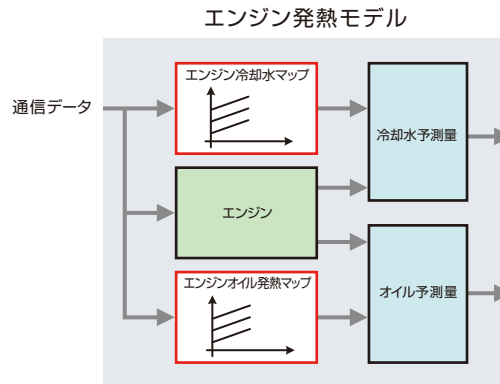 エンジン発熱モデル
エンジン冷却水マップ
通信データ
冷却水予測量
エンジン
エンジンオイル発熱マップ
オイル予測量